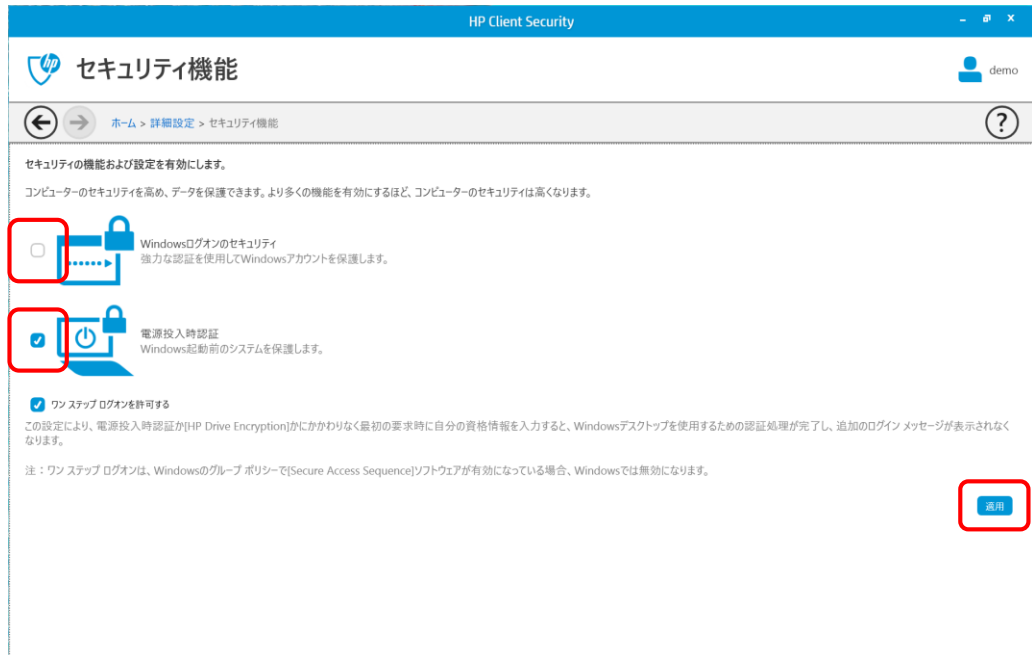 HP Client Security
hp
セキュリティ機能
demo
ホーム > 詳細設定 > セキュリティ機能
?
セキュリティの機能および設定を有効にします。
コンピューターのセキュリティを高め、データを保護できます。より多くの機能を有効にするほど、コンピューターのセキュリティは高くなります。
Windowsログオンのセキュリティ
強力な認証を使用してWindowsアカウントを保護します。
電源投入時認証
Windows起動前のシステムを保護します。
ワン ステップ ログオンを許可する
この設定により、電源投入時認証か[HP Drive Encryption]かにかかわりなく最初の要求時に自分の資格情報を入力すると、Windowsデスクトップを使用するための認証処理が完了し、追加のログイン メッセージが表示されなく
なります。
注：ワン ステップ ログオンは、Windowsのグループ ポリシーで[Secure Access Sequence]ソフトウェアが有効になっている場合、Windowsでは無効になります。
適用